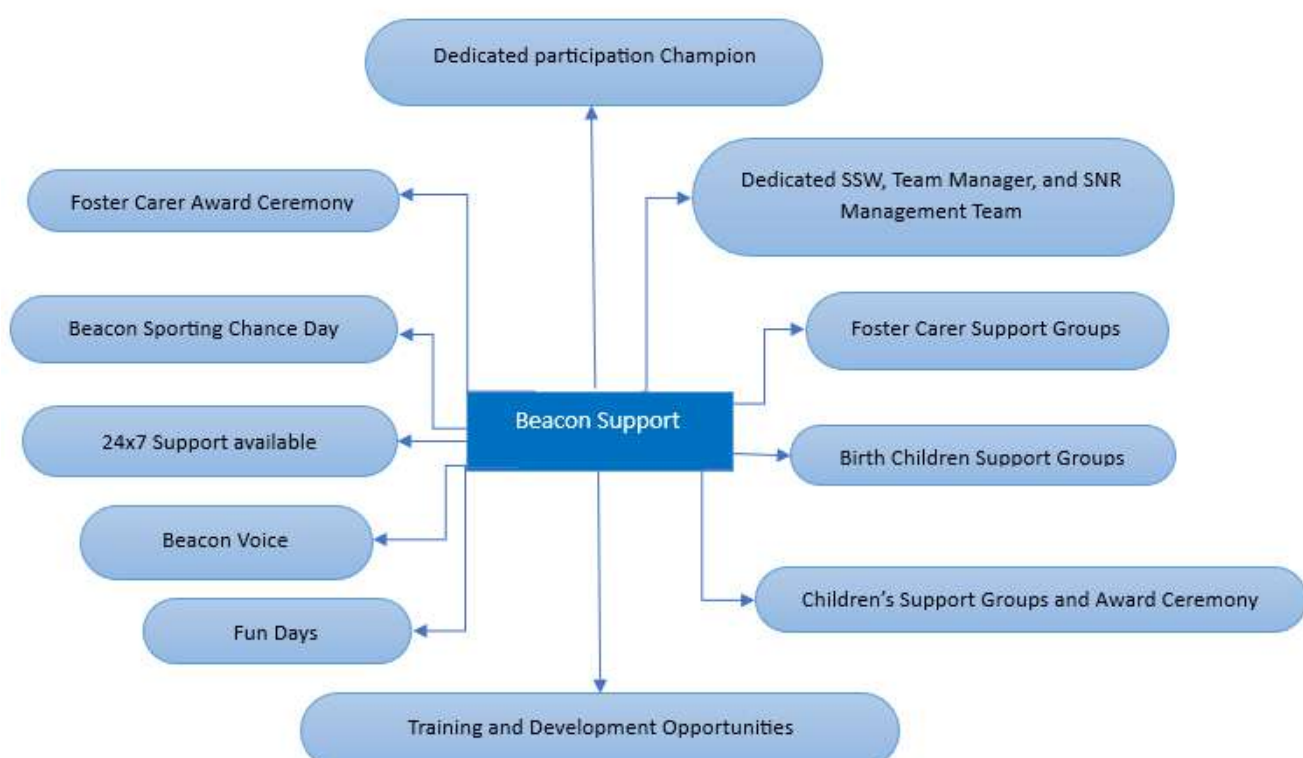 Dedicated participation Champion
Dedicated SSW, Team Manager, and SNR
Management Team
Foster Carer Award Ceremony
Beacon Sporting Chance Day
Foster Carer Support Groups
Beacon Support
24x7 Support available
Birth Children Support Groups
Beacon Voice
Children’s Support Groups and Award Ceremony
Fun Days
Training and Development Opportunities